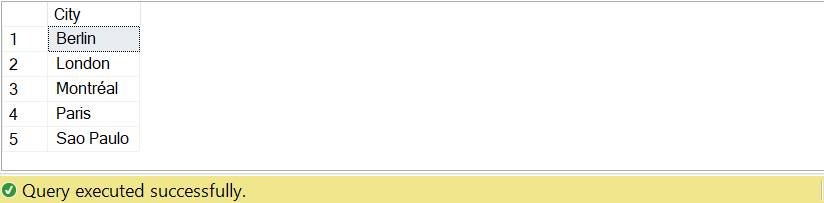 City
1 Berlin
2 London
3 Montréal
4 Paris
5 Sao Paulo
Query executed successfully.